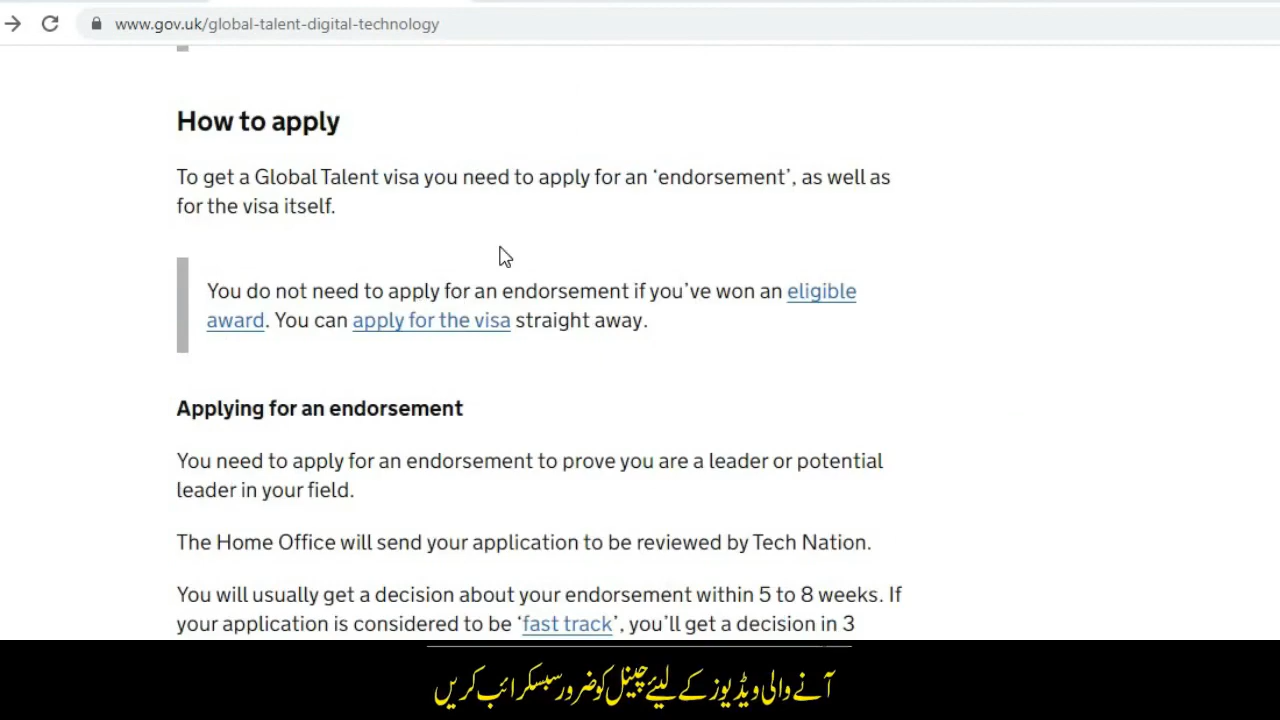 www.gov.uk/global-talent-digital-technology
How to apply
To get a Global Talent visa you need to apply for an ‘endorsement’, as well as
for the visa itself.
You do not need to apply for an endorsement if you’ve won an eligible
award. You can apply for the visa straight away.
Applying for an endorsement
You need to apply for an endorsement to prove you are a leader or potential
leader in your field.
The Home Office will send your application to be reviewed by Tech Nation.
You will usually get a decision about your endorsement within 5 to 8 weeks. If
your application is considered to be ‘fast track’, you’ll get a decision in 3
آنے والی ویڈیوز کے لیئے چینل کو ضرور سبسکرائب کریں